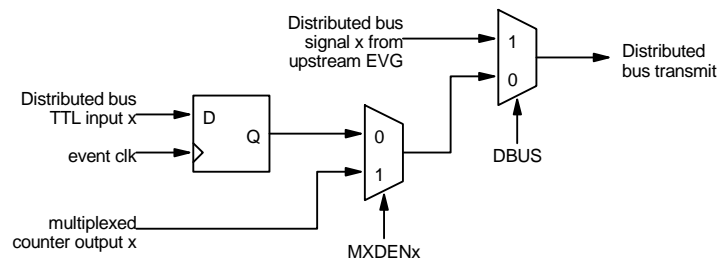 Distributed bus
signal x from
upstream EVG
1
0
Distributed
bus transmit
Distributed bus
TTL input x
D
Q
event clk
0
1
DBUS
multiplexed
counter output x
MXDENx